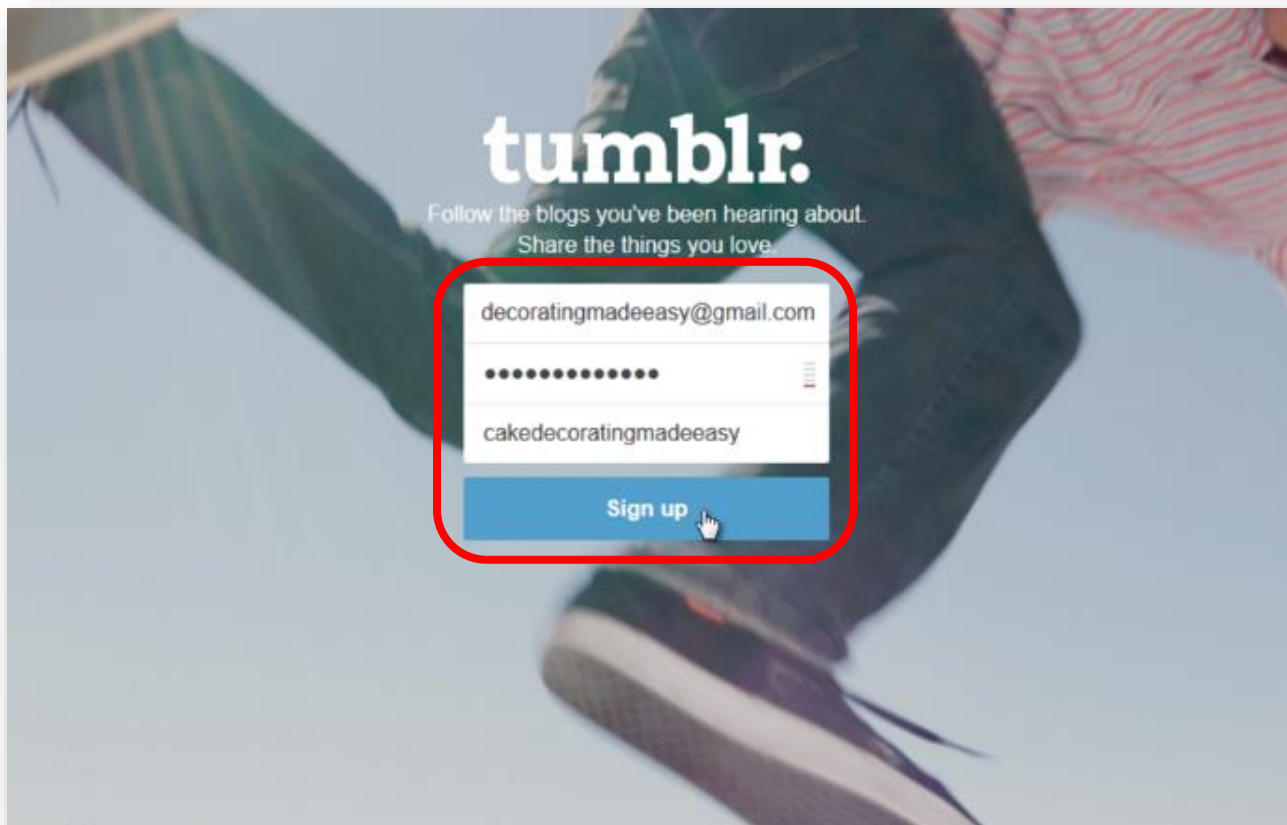 tumblr.
Follow the blogs you've been hearing about.
Share the things you love.
decoratingmadeeasy@gmail.com
•••••••••••••
cakedecoratingmadeeasy
Sign up